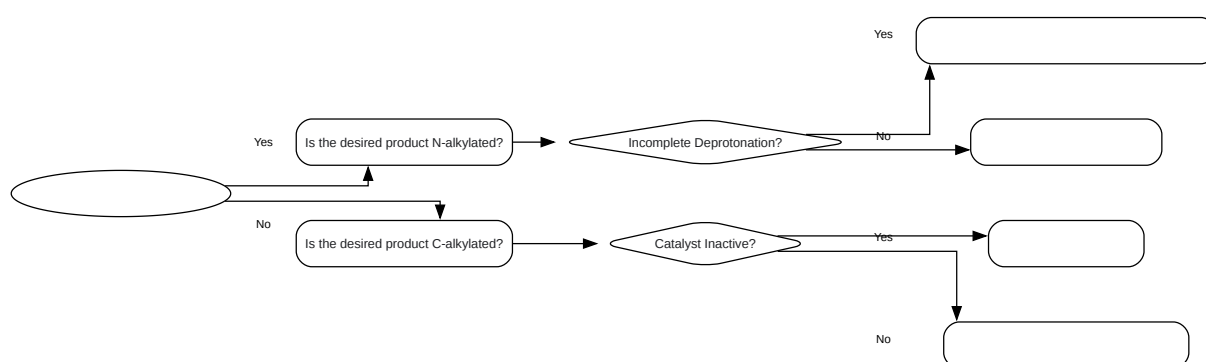 Yes
Yes
Is the desired product N-alkylated?
Incomplete Deprotonation?
No
No
Is the desired product C-alkylated?
Catalyst Inactive?
Yes
No